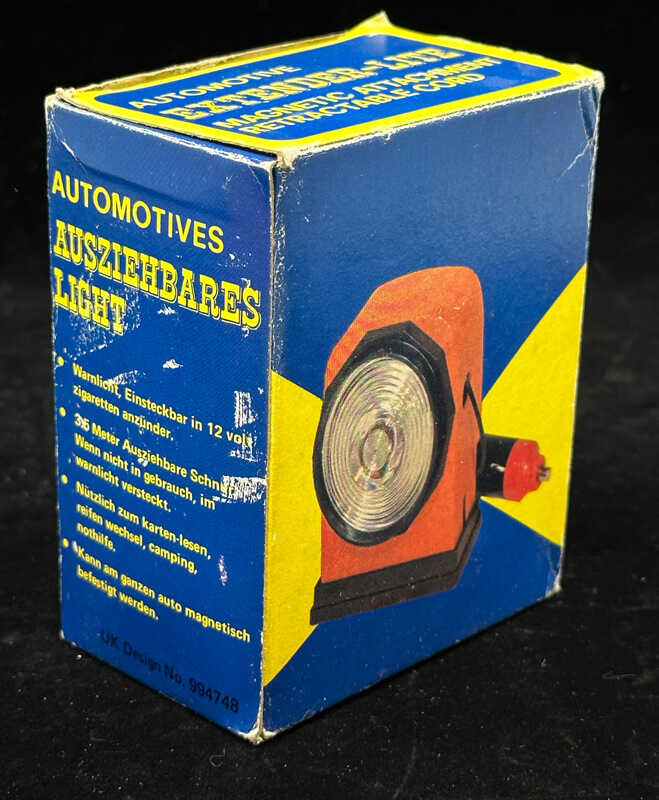 AUTOMOTIVE
EXTENDER-LITE
MAGNETIC ATTACHMENT
RETRACTABLE CORD
AUTOMOTIVES
AUSZIEHBARES
LIGHT
• Warnlicht, Einsteckbar in 12 volt
zigaretten anzünder.
• 3,6 Meter Ausziehbare Schnur
Wenn nicht in gebrauch, im
warnlicht versteckt.
• Nützlich zum karten-lesen,
reifen wechsel, camping,
nothilfe.
• Kann am ganzen auto magnetisch
befestigt werden.
UK Design No. 994748